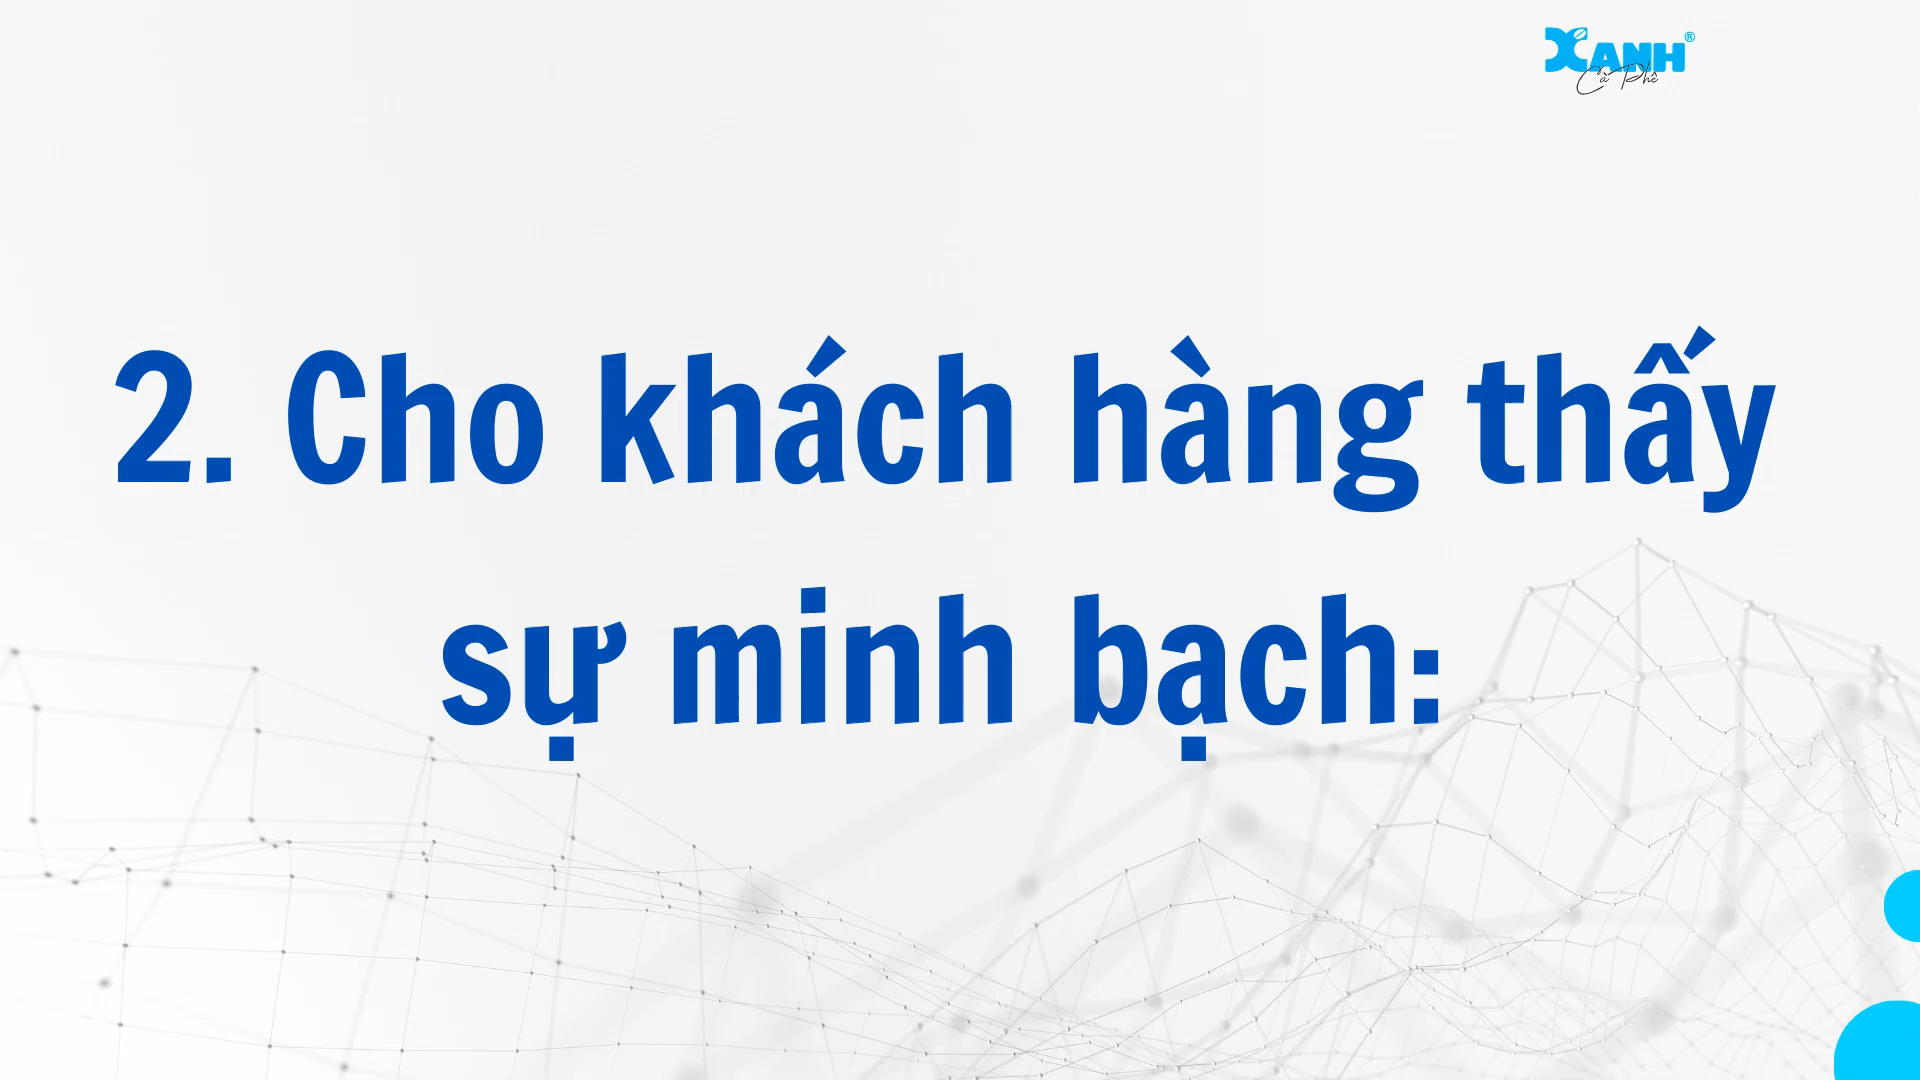 XANH®
Cà Phê
2. Cho khách hàng thấy
sự minh bạch: